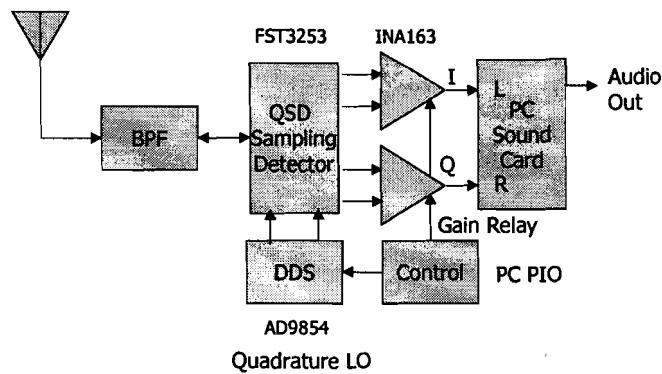 FST3253
INA163
BPF
QSD
Sampling
Detector
I
Q
L
PC
Sound
Card
R
Audio
Out
Gain Relay
DDS
Control
PC PIO
AD9854
Quadrature LO